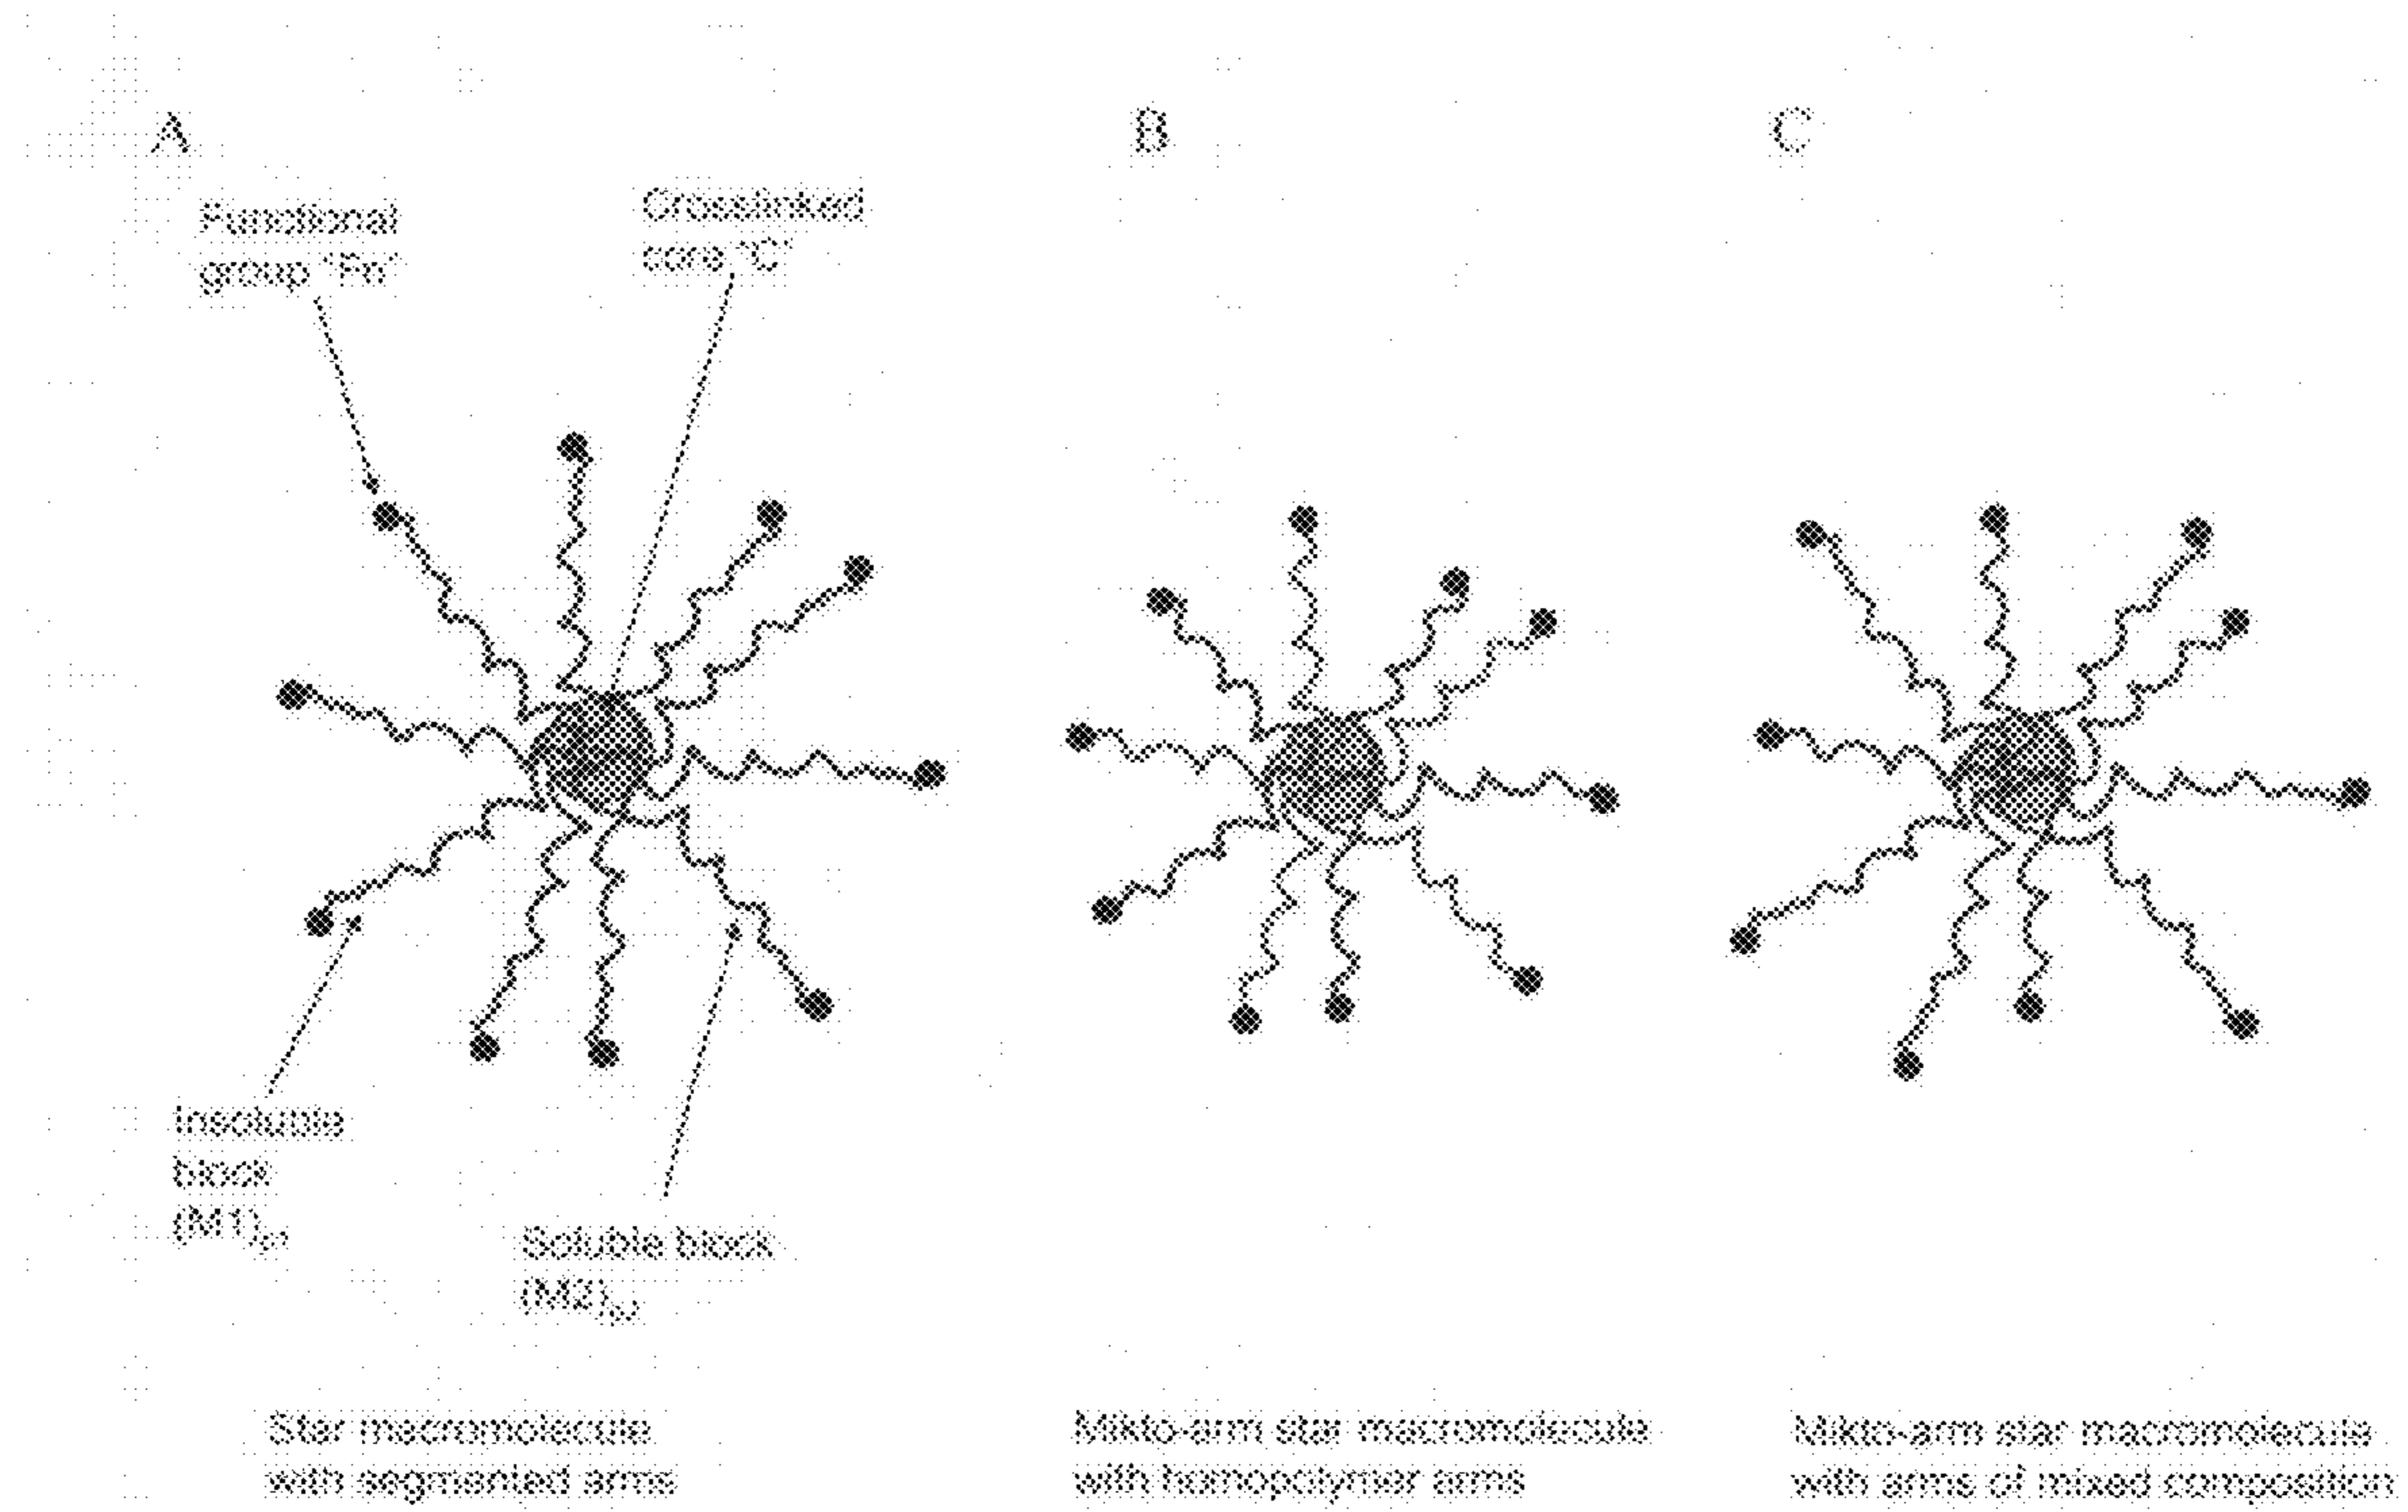 A
B
C
Functional
group "Fn"
Crosslinked
core "C"
Insoluble
block
(M1)
Soluble block
(M2)
Star macromolecule
with segmented arms
Mikto-arm star macromolecule
with homopolymer arms
Mikto-arm star macromolecule
with arms of mixed composition